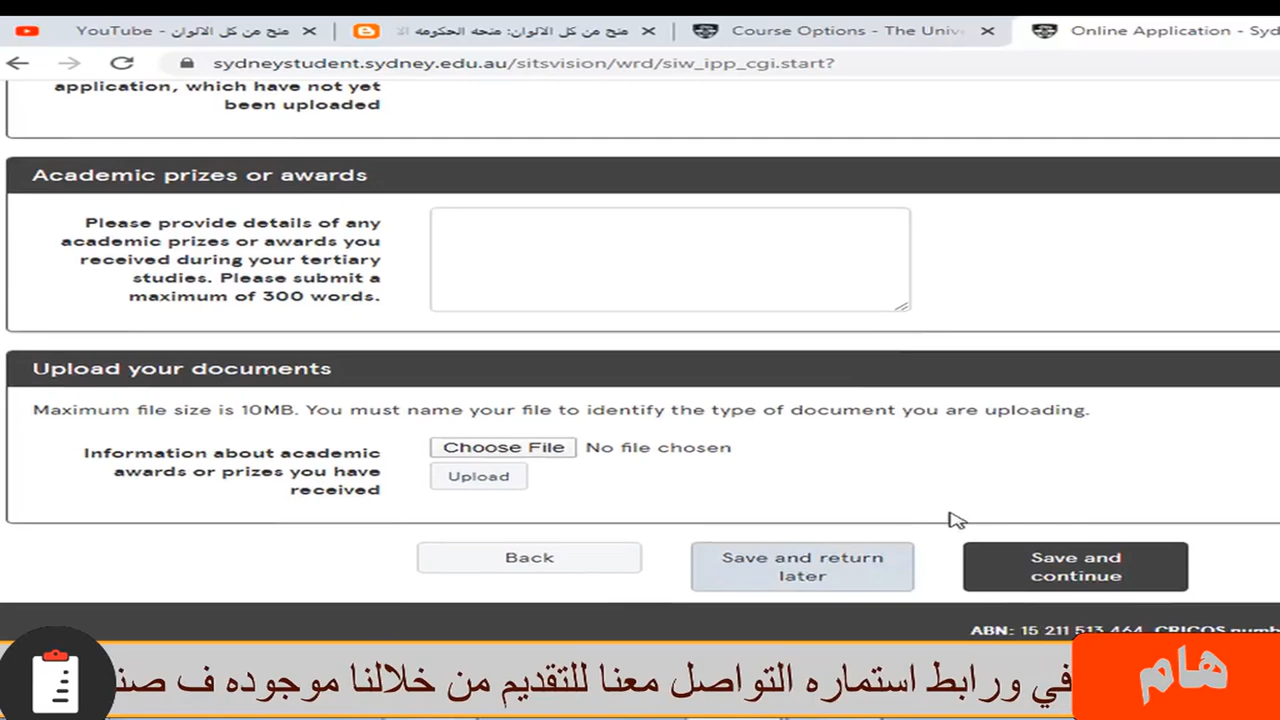 YouTube - منح من كل الالوان
منح من كل الالوان: منحه الحكومه الا
Course Options - The Unive
Online Application - Syd
sydneystudent.sydney.edu.au/sitsvision/wrd/siw_ipp_cgi.start?
application, which have not yet
been uploaded
Academic prizes or awards
Please provide details of any
academic prizes or awards you
received during your tertiary
studies. Please submit a
maximum of 300 words.
Upload your documents
Maximum file size is 10MB. You must name your file to identify the type of document you are uploading.
Information about academic
awards or prizes you have
received
Choose File No file chosen
Upload
Back
Save and return
later
Save and
continue
ABN: 15 211 513 464. CRICOS numb
هام
في ورابط استماره التواصل معنا للتقديم من خلالنا موجوده ف صن